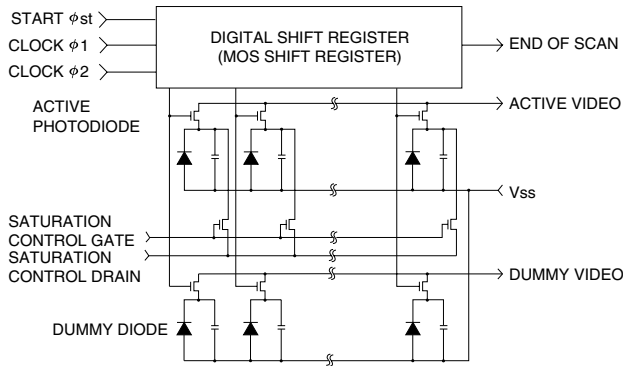 START φst
CLOCK φ1
CLOCK φ2
DIGITAL SHIFT REGISTER
(MOS SHIFT REGISTER)
END OF SCAN
ACTIVE
PHOTODIODE
ACTIVE VIDEO
Vss
SATURATION
CONTROL GATE
SATURATION
CONTROL DRAIN
DUMMY VIDEO
DUMMY DIODE